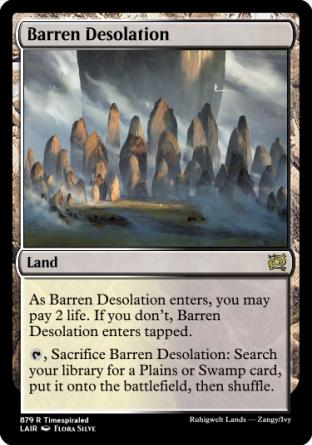 Barren Desolation
Land
As Barren Desolation enters, you may
pay 2 life. If you don't, Barren
Desolation enters tapped.
, Sacrifice Barren Desolation: Search
your library for a Plains or Swamp card,
put it onto the battlefield, then shuffle.
879 R Timespiraled
Ruhigwelt Lands — Zangy/Ivy
LAIR Flora Silve